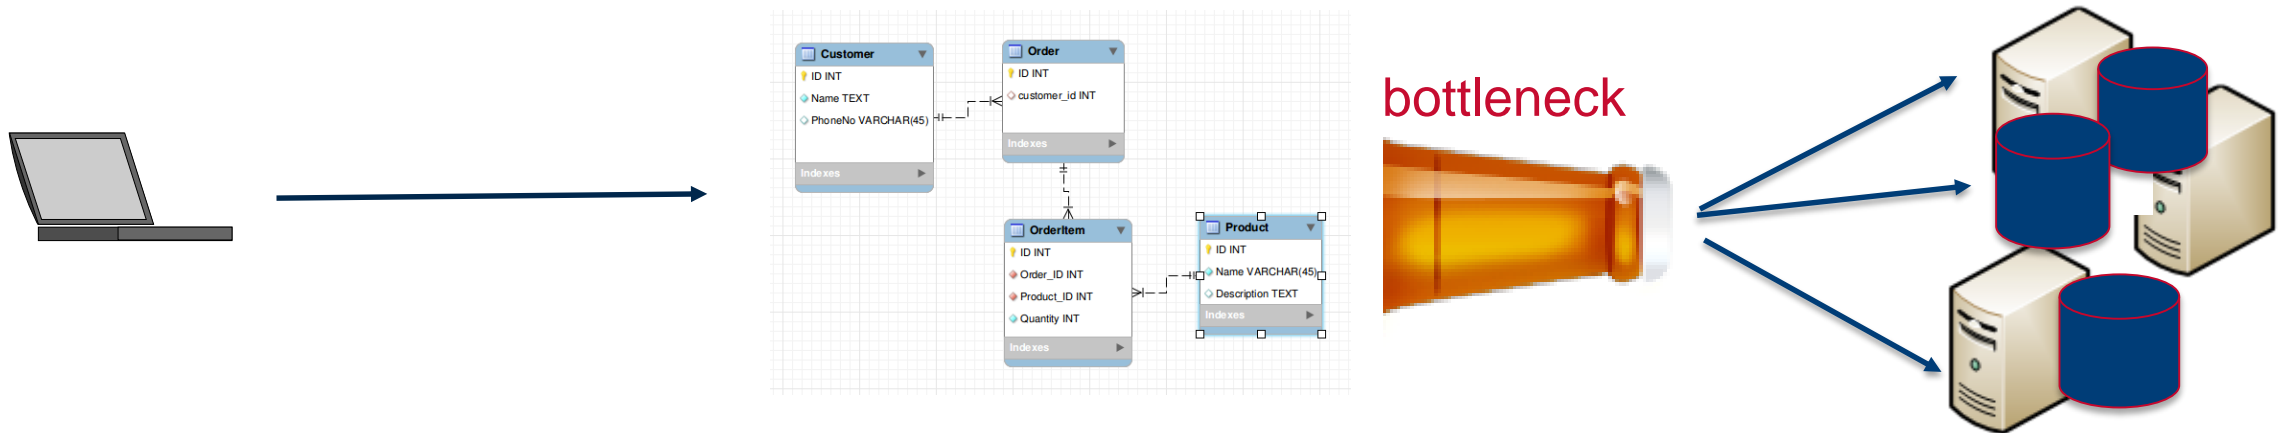 Customer
ID INT
Name TEXT
PhoneNo VARCHAR(45)
Indexes
Order
ID INT
customer_id INT
Indexes
OrderItem
ID INT
Order_ID INT
Product_ID INT
Quantity INT
Indexes
Product
ID INT
Name VARCHAR(45)
Description TEXT
Indexes
bottleneck